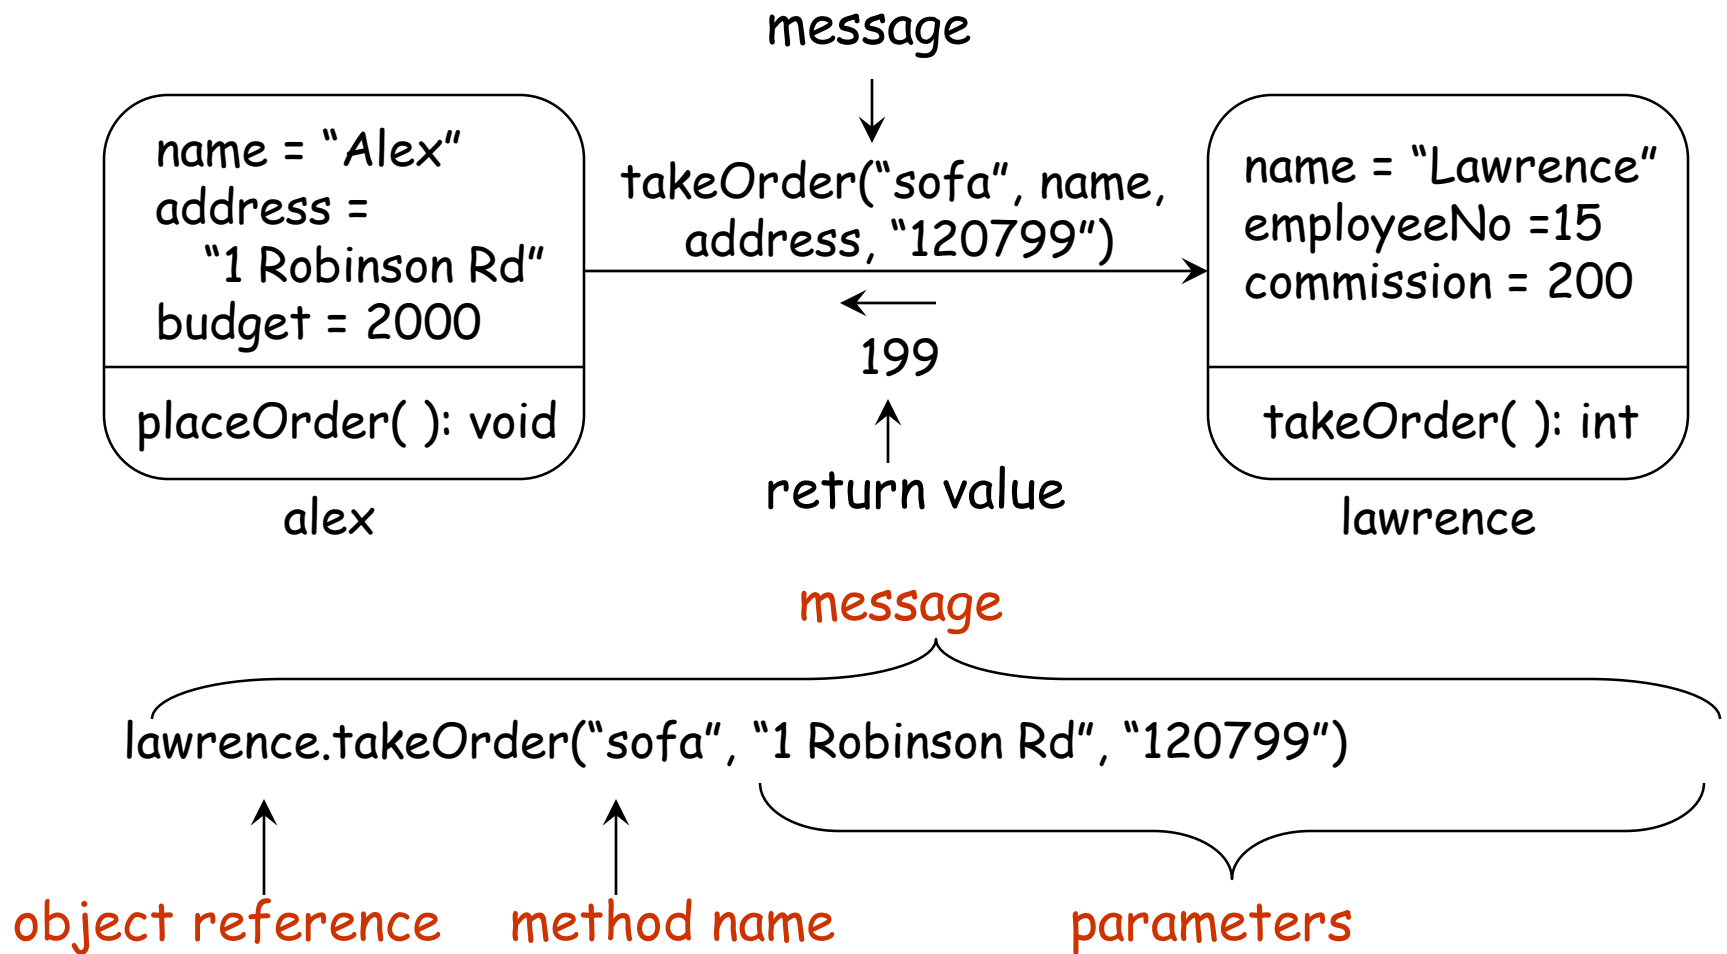 message
name = “Alex”
address =
“1 Robinson Rd”
budget = 2000
placeOrder( ): void
alex
takeOrder(“sofa”, name,
address, “120799”)
199
return value
name = “Lawrence”
employeeNo =15
commission = 200
takeOrder( ): int
lawrence
message
lawrence.takeOrder(“sofa”, “1 Robinson Rd”, “120799”)
object reference
method name
parameters